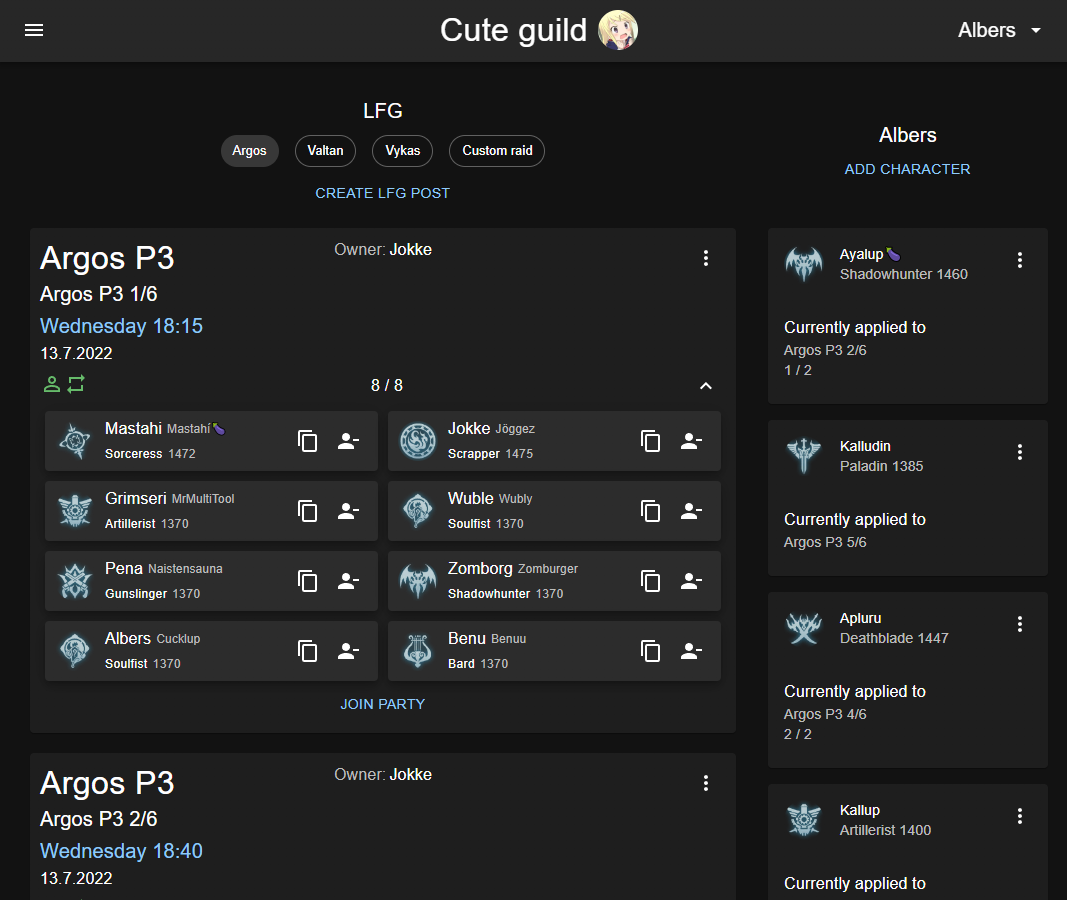 Cute guild
Albers
LFG
Argos Valtan Vykas Custom raid
CREATE LFG POST
Argos P3
Owner: Jokke
Argos P3 1/6
Wednesday 18:15
13.7.2022
8 / 8
Mastahi Mastahí🍆
Sorceress 1472
Jokke Jöggez
Scrapper 1475
Grimseri MrMultiTool
Artillerist 1370
Wuble Wubly
Soulfist 1370
Pena Naistensauna
Gunslinger 1370
Zomborg Zomburger
Shadowhunter 1370
Albers Cucklup
Soulfist 1370
Benu Benuu
Bard 1370
JOIN PARTY
Argos P3
Owner: Jokke
Argos P3 2/6
Wednesday 18:40
13.7.2022
Albers
ADD CHARACTER
Ayalup🍆
Shadowhunter 1460
Currently applied to
Argos P3 2/6
1 / 2
Kalludin
Paladin 1385
Currently applied to
Argos P3 5/6
Apluru
Deathblade 1447
Currently applied to
Argos P3 4/6
2 / 2
Kallup
Artillerist 1400
Currently applied to